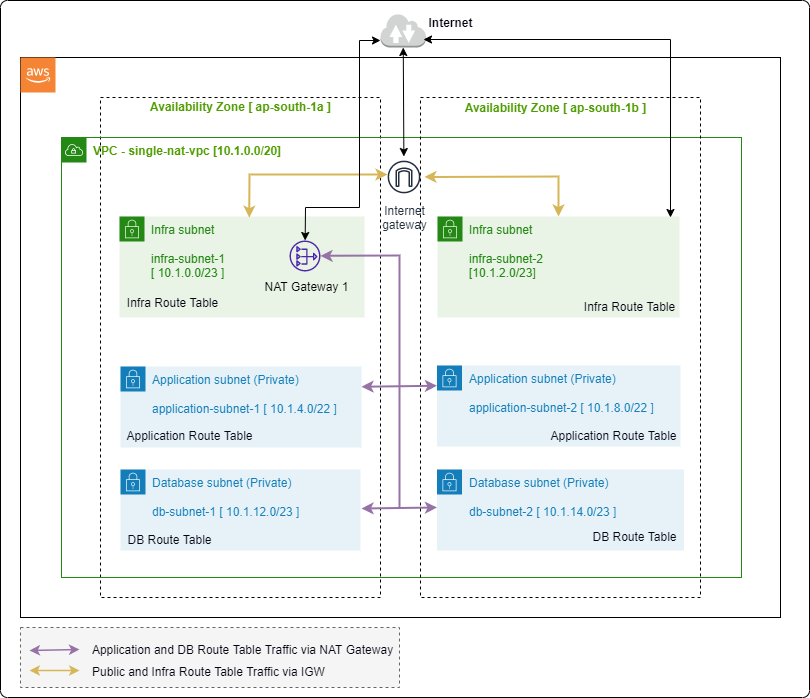 Internet
aws
Availability Zone [ ap-south-1a ]
Availability Zone [ ap-south-1b ]
VPC - single-nat-vpc [10.1.0.0/20]
Internet
gateway
Infra subnet
infra-subnet-1
[ 10.1.0.0/23 ]
NAT Gateway 1
Infra Route Table
Infra subnet
infra-subnet-2
[10.1.2.0/23]
Infra Route Table
Application subnet (Private)
application-subnet-1 [ 10.1.4.0/22 ]
Application Route Table
Application subnet (Private)
application-subnet-2 [ 10.1.8.0/22 ]
Application Route Table
Database subnet (Private)
db-subnet-1 [ 10.1.12.0/23 ]
DB Route Table
Database subnet (Private)
db-subnet-2 [ 10.1.14.0/23 ]
DB Route Table
Application and DB Route Table Traffic via NAT Gateway
Public and Infra Route Table Traffic via IGW